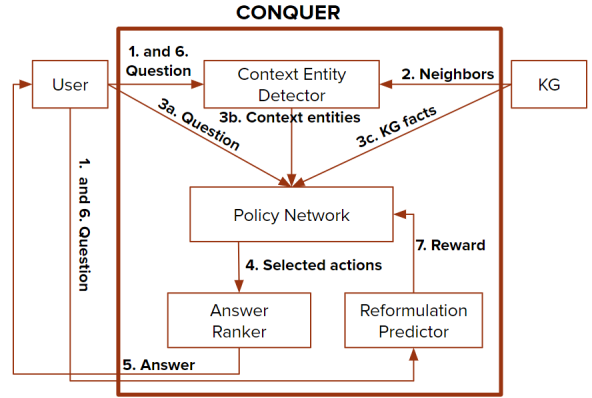 CONQUER
1. and 6.
Question
User
Context Entity
Detector
2. Neighbors
KG
3a. Question
3b. Context entities
3c. KG facts
1. and 6. Question
Policy Network
7. Reward
4. Selected actions
Answer
Ranker
Reformulation
Predictor
5. Answer